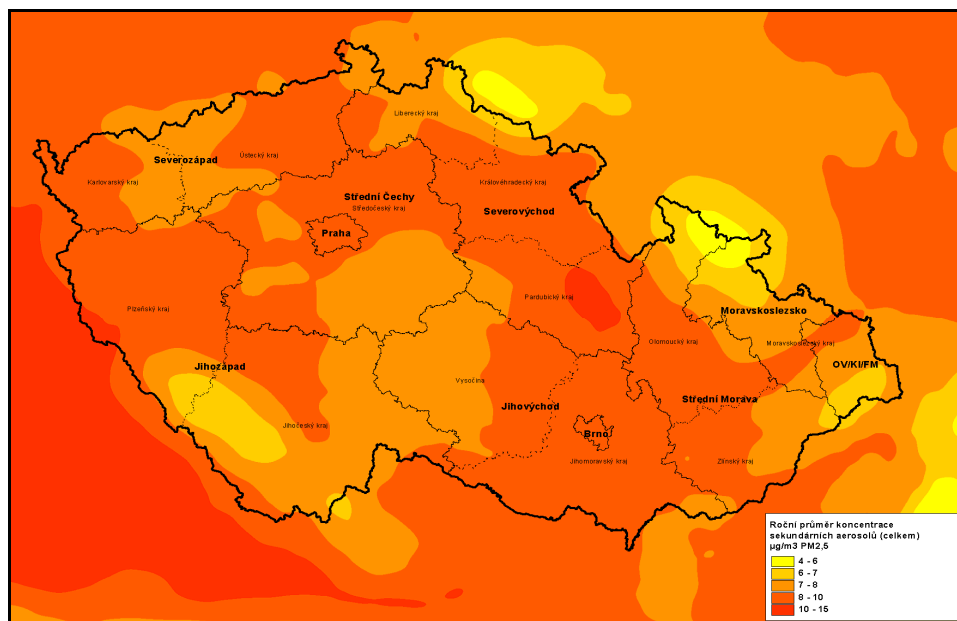 Liberecký kraj
Severozápad
Ústecký kraj
Karlovarský kraj
Královéhradecký kraj
Střední Čechy
Středočeský kraj
Severovýchod
Praha
Pardubický kraj
Plzeňský kraj
Moravskoslezsko
Olomoucký kraj
Moravskoslezský kraj
Jihozápad
OV/KI/FM
Vysočina
Střední Morava
Jihovýchod
Jihočeský kraj
Brno
Jihomoravský kraj
Zlínský kraj
Roční průměr koncentrace
sekundárních aerosolů (celkem)
µg/m3 PM2,5
4 - 6
6 - 7
7 - 8
8 - 10
10 - 15